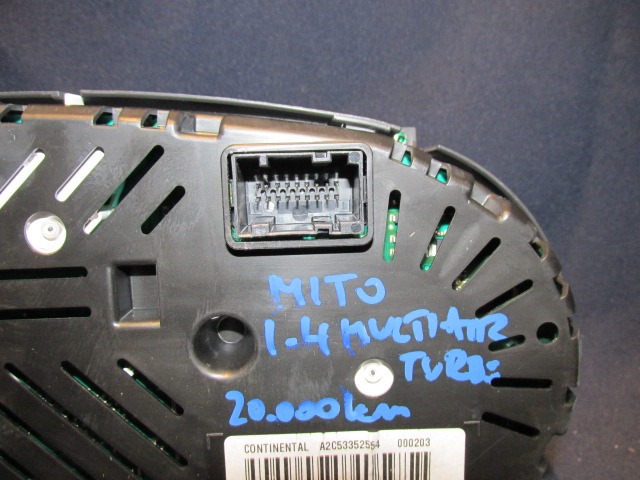 MITO
1.4 MULTIAIR
TURBO
20.000km
CONTINENTAL A2C53352554 000203